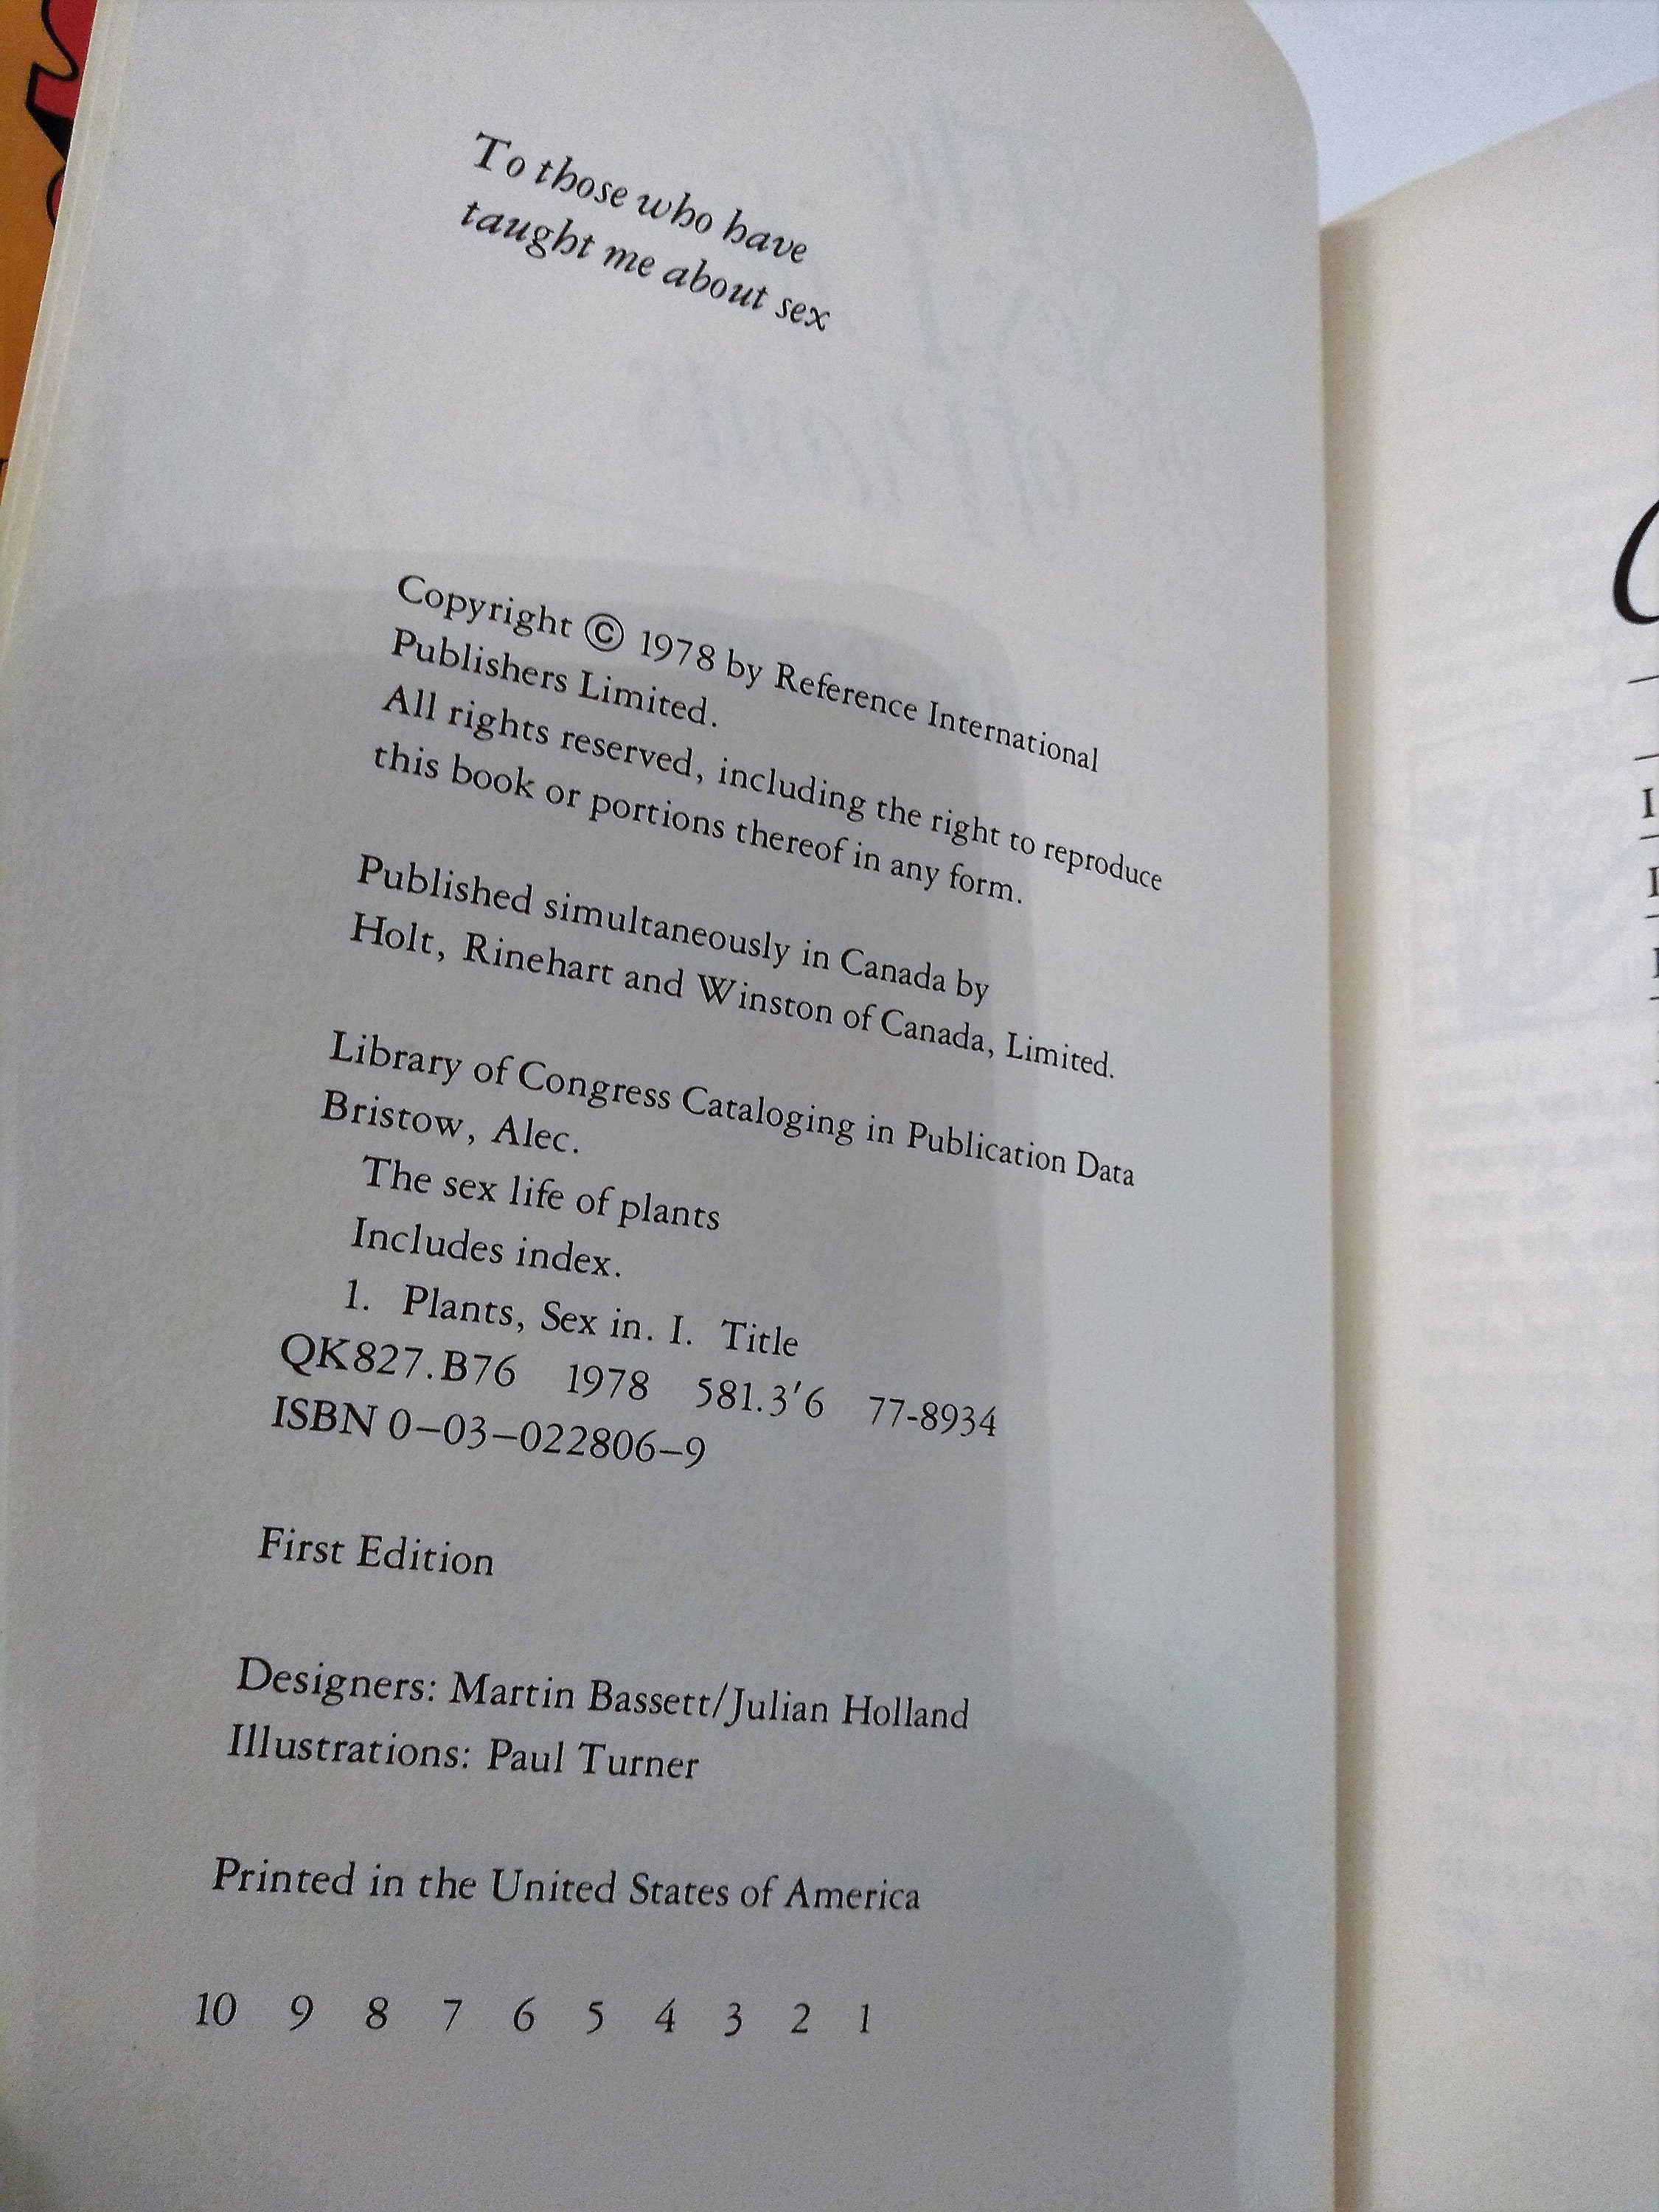 To those who have
taught me about sex
Copyright © 1978 by Reference International
Publishers Limited.
All rights reserved, including the right to reproduce
this book or portions thereof in any form.
Published simultaneously in Canada by
Holt, Rinehart and Winston of Canada, Limited.
Library of Congress Cataloging in Publication Data
Bristow, Alec.
The sex life of plants
Includes index.
1. Plants, Sex in. I. Title
QK827.B76 1978 581.3'6 77-8934
ISBN 0–03–022806–9
First Edition
Designers: Martin Bassett/Julian Holland
Illustrations: Paul Turner
Printed in the United States of America
10 9 8 7 6 5 4 3 2 1